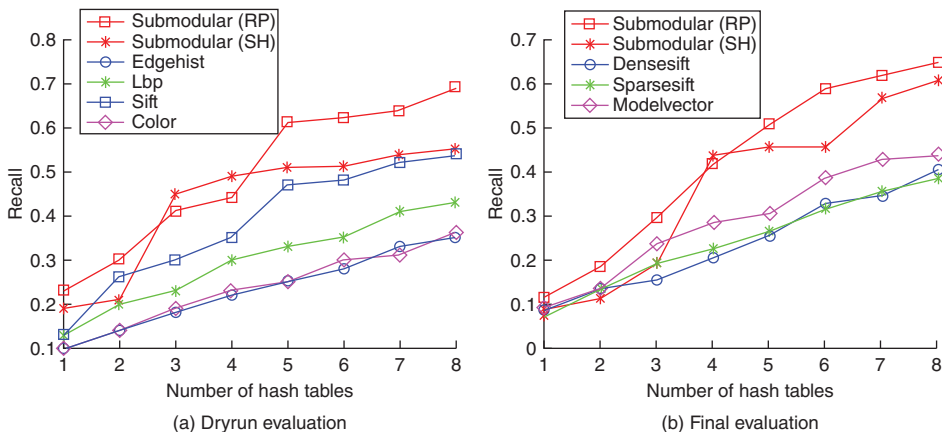 Submodular (RP)
Submodular (SH)
Edgehist
Lbp
Sift
Color
0.8
0.7
0.6
0.5
0.4
0.3
0.2
0.1
Recall
1 2 3 4 5 6 7 8
Number of hash tables
(a) Dryrun evaluation
Submodular (RP)
Submodular (SH)
Densesift
Sparsesift
Modelvector
0.7
0.6
0.5
0.4
0.3
0.2
0.1
0
Recall
1 2 3 4 5 6 7 8
Number of hash tables
(b) Final evaluation